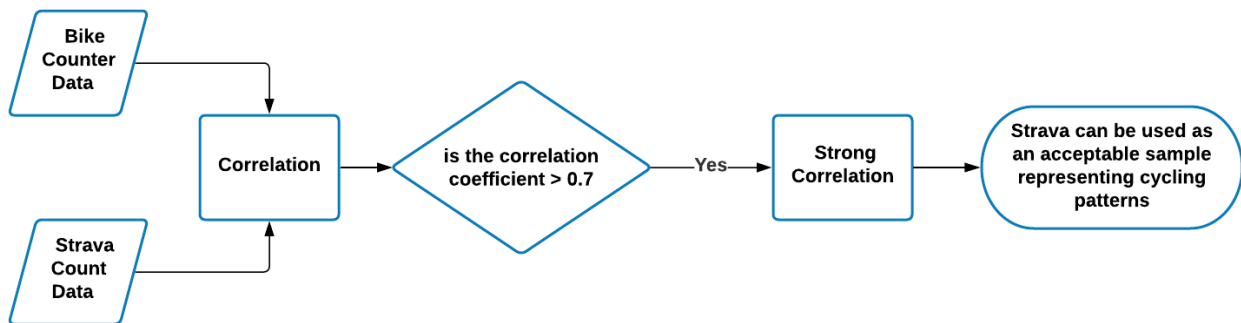 Bike
Counter
Data
Strava
Count
Data
Correlation
is the correlation
coefficient > 0.7
Yes
Strong
Correlation
Strava can be used as
an acceptable sample
representing cycling
patterns